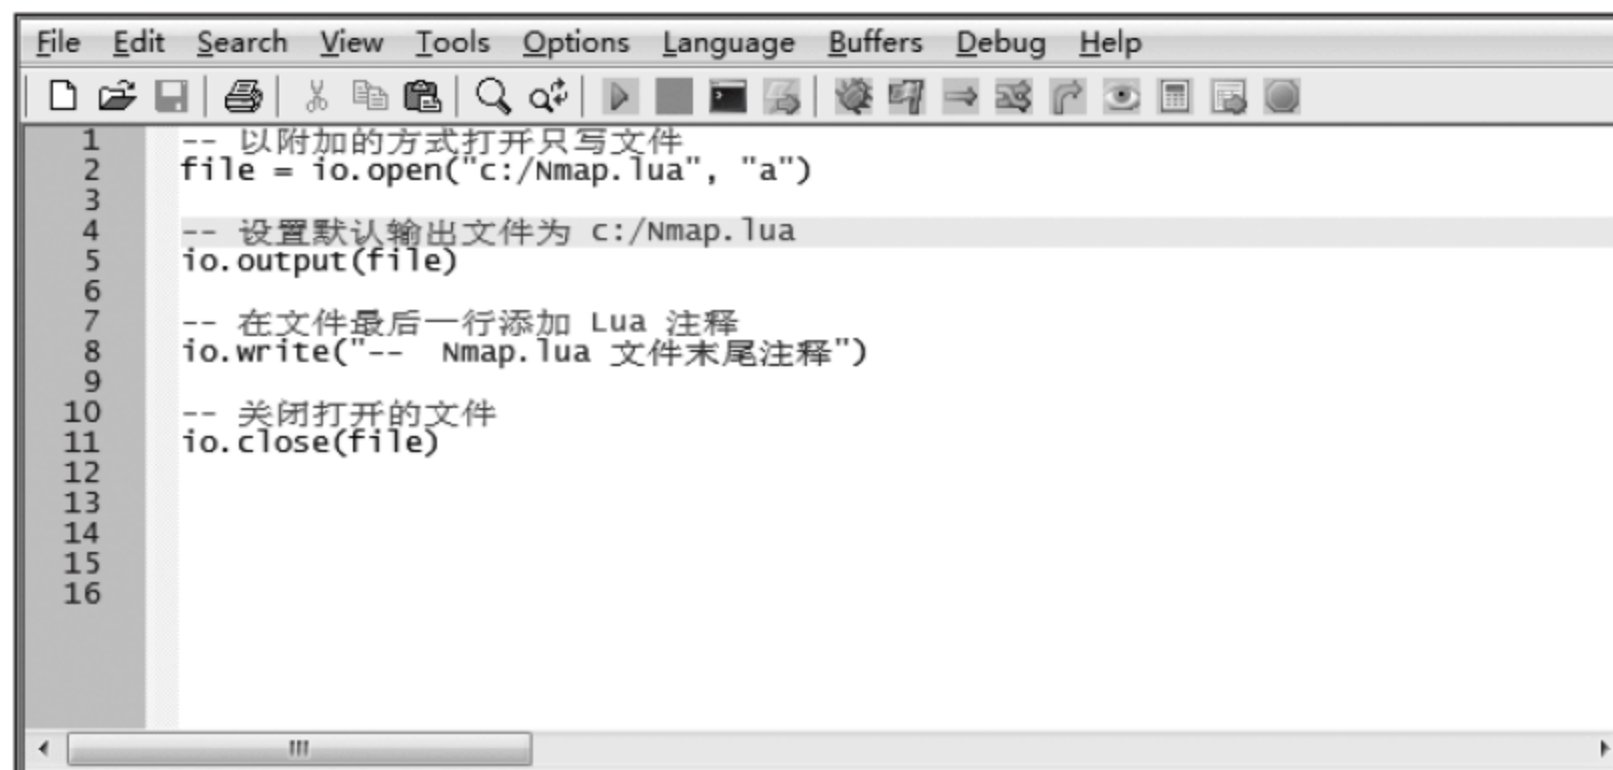 File Edit Search View Tools Options Language Buffers Debug Help
1 -- 以附加的方式打开只写文件
2 file = io.open("c:/Nmap.lua", "a")
3
4 -- 设置默认输出文件为 c:/Nmap.lua
5 io.output(file)
6
7 -- 在文件最后一行添加 Lua 注释
8 io.write("--  Nmap.lua 文件末尾注释")
9
10 -- 关闭打开的文件
11 io.close(file)
12
13
14
15
16